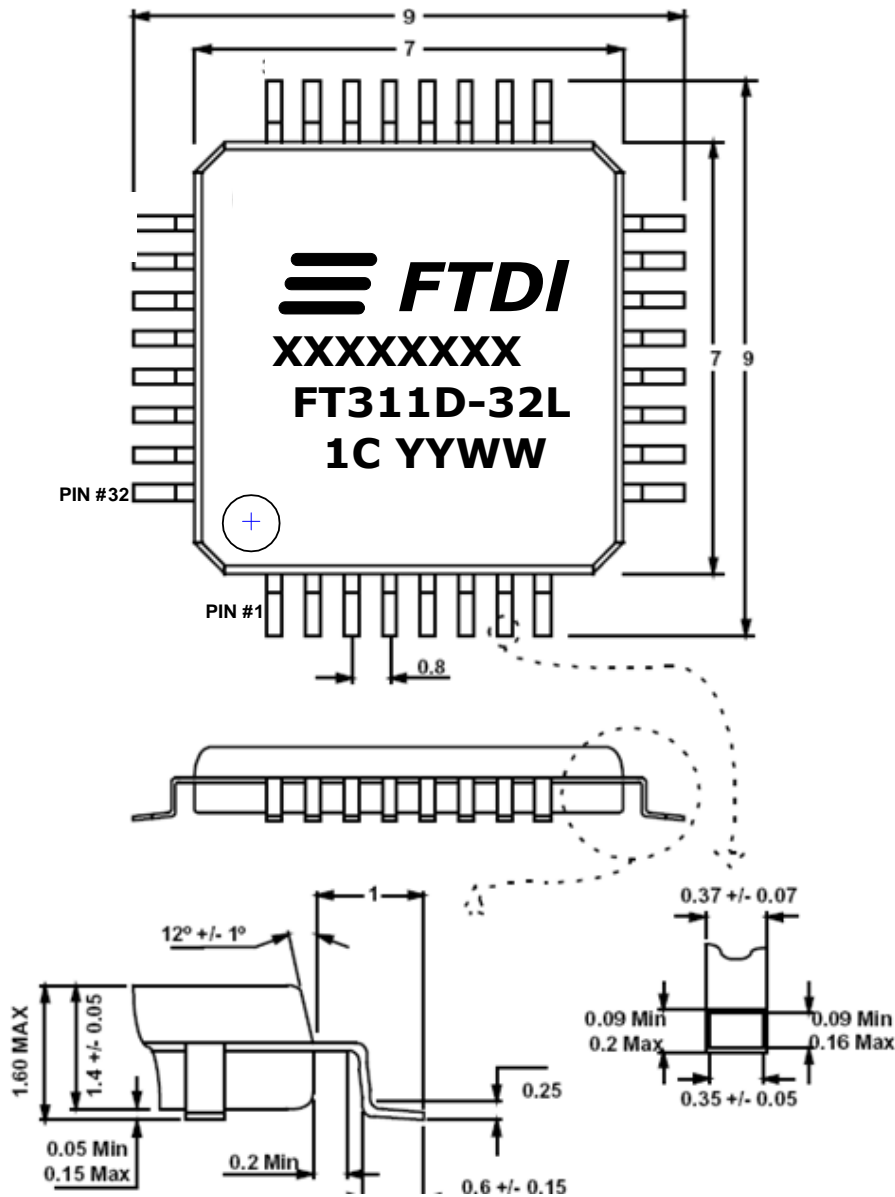 9
7
FTDI
XXXXXXXX
FT311D-32L
1C YYWW
7 9
PIN #32
PIN #1
0.8
1
0.37 +/- 0.07
12º +/- 1º
1.60 MAX
1.4 +/- 0.05
0.09 Min
0.2 Max
0.09 Min
0.16 Max
0.25
0.35 +/- 0.05
0.05 Min
0.15 Max
0.2 Min
0.6 +/- 0.15